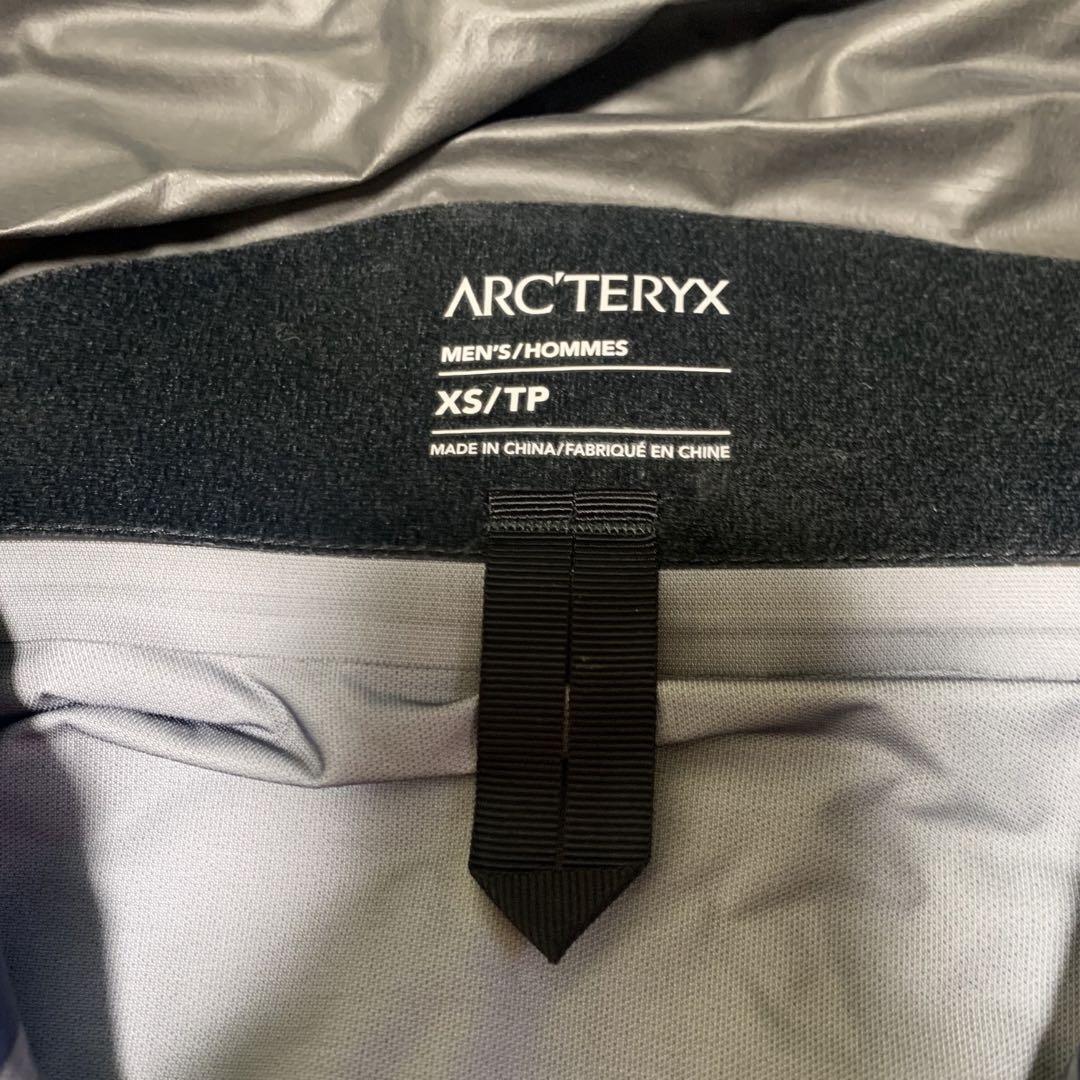 ARC'TERYX
MEN'S/HOMMES
XS/TP
MADE IN CHINA/FABRIQUÉ EN CHINE